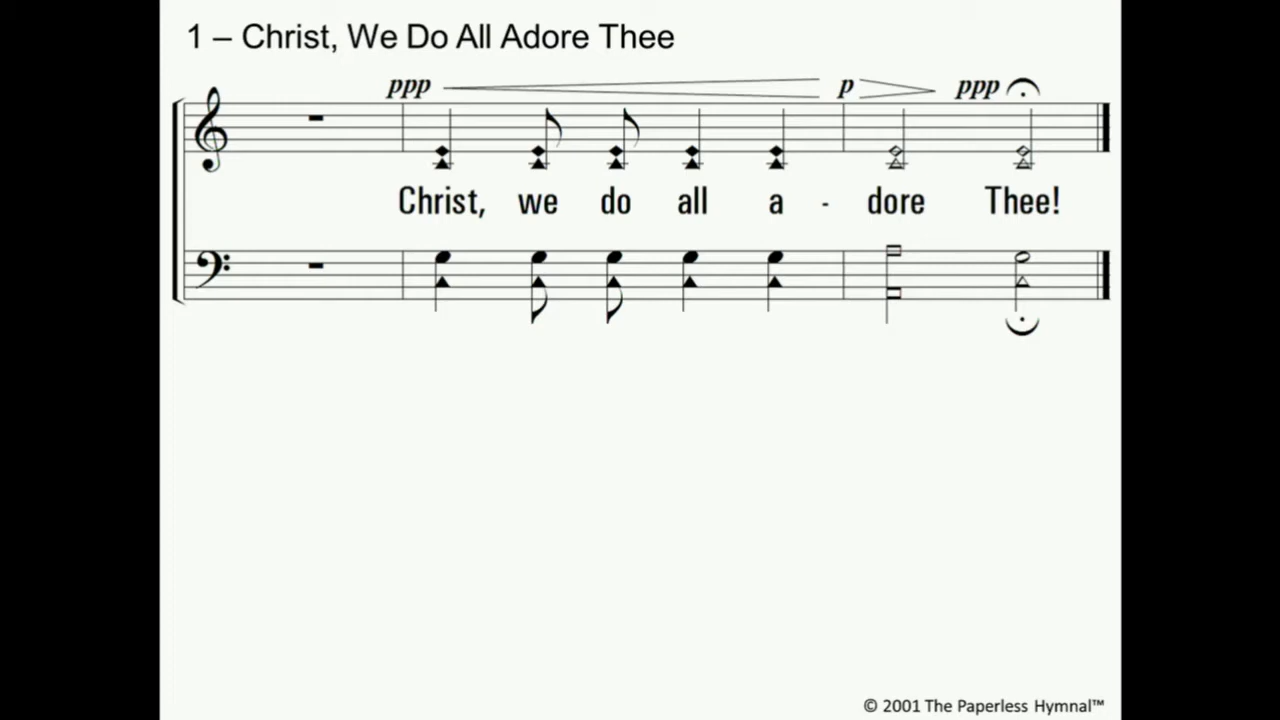 1 – Christ, We Do All Adore Thee
ppp p ppp
Christ, we do all a - dore Thee!
© 2001 The Paperless Hymnal™